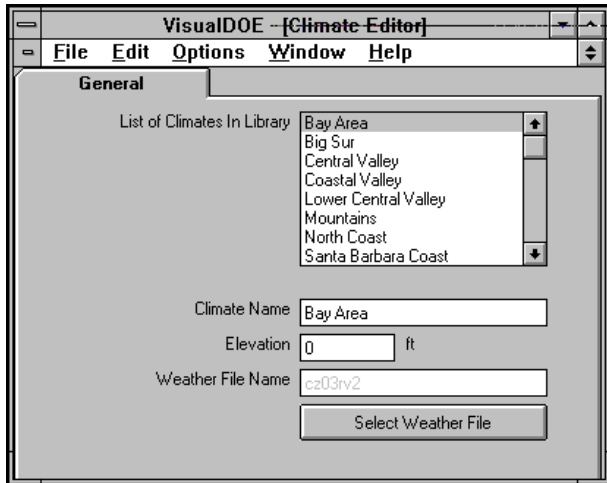 VisualDOE - [Climate Editor]
File Edit Options Window Help
General
List of Climates In Library
Bay Area
Big Sur
Central Valley
Coastal Valley
Lower Central Valley
Mountains
North Coast
Santa Barbara Coast
Climate Name Bay Area
Elevation 0 ft
Weather File Name cz03rv2
Select Weather File